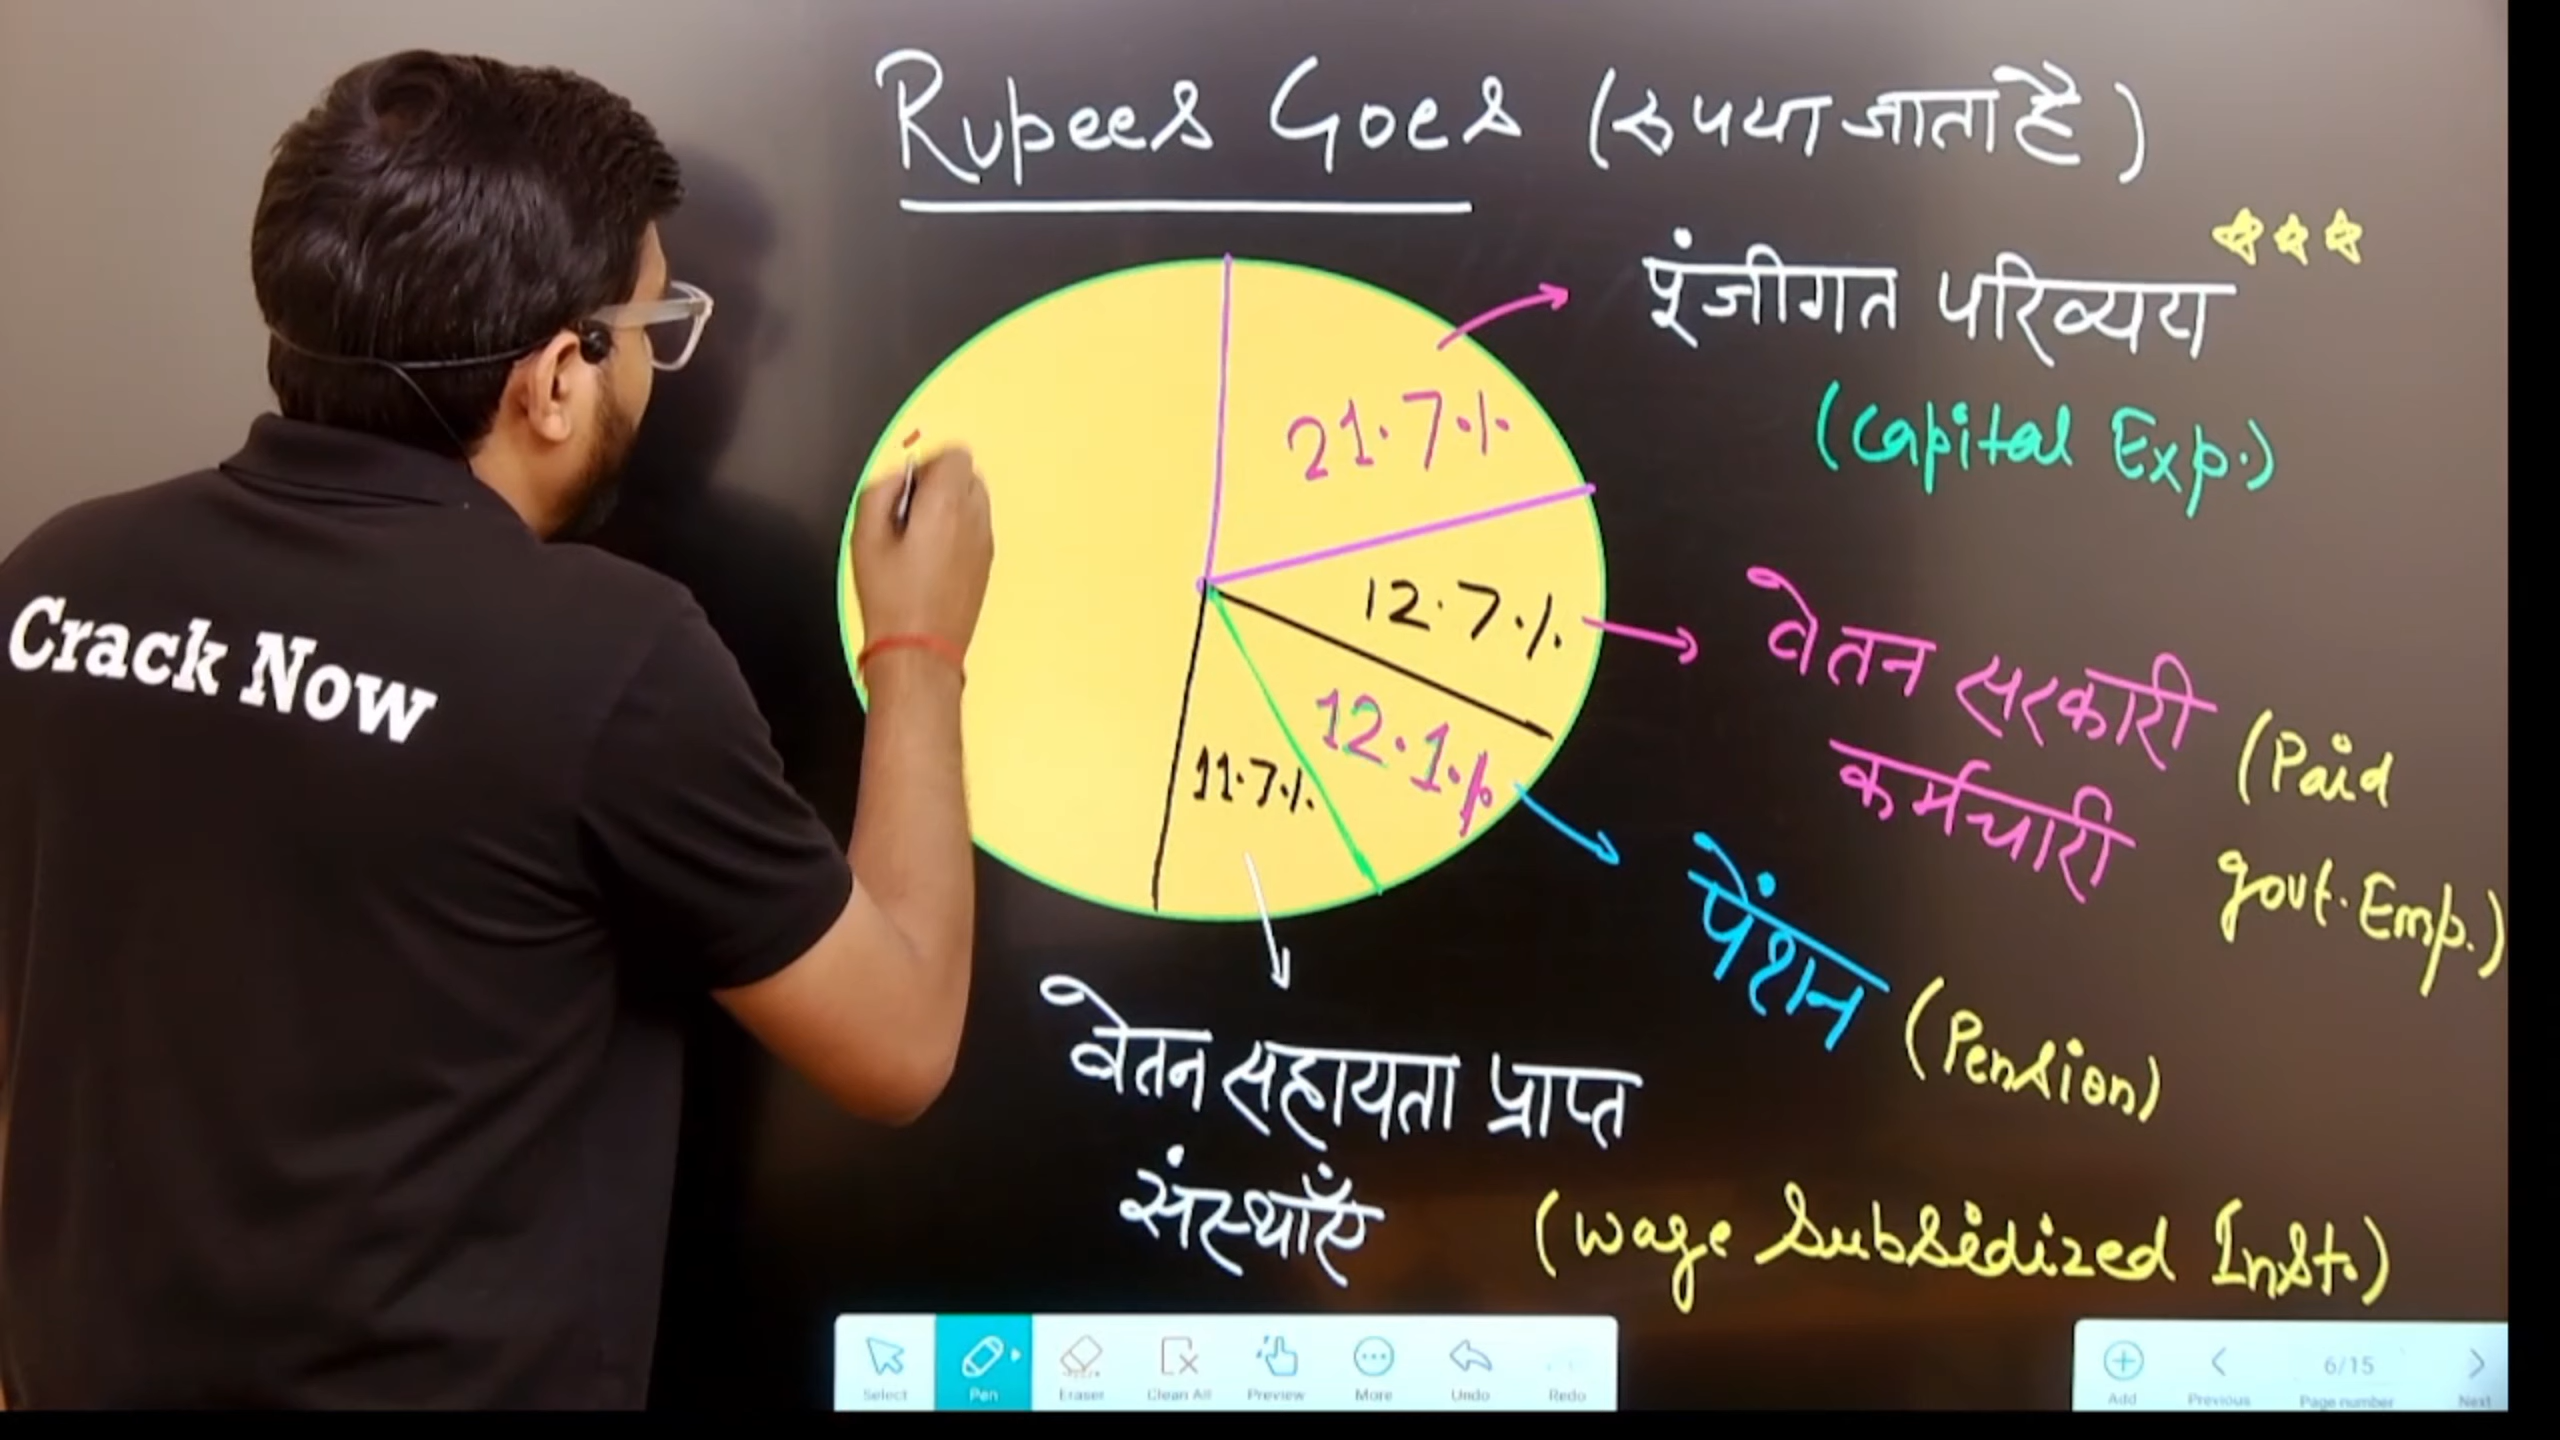 Rupees Goes (रुपया जाता है)
पूंजीगत परिव्यय
(Capital Exp.)
21.7%
12.7%
वेतन सरकारी
कर्मचारी
(Paid
govt. Emp.)
12.1%
पेंशन (Pension)
11.7%
वेतन सहायता प्राप्त
संस्थाएँ (Wage Subsidized Inst.)
Crack Now
Select Pen Eraser Clean All Preview More Undo Redo
6/15
Add Previous Page number Next